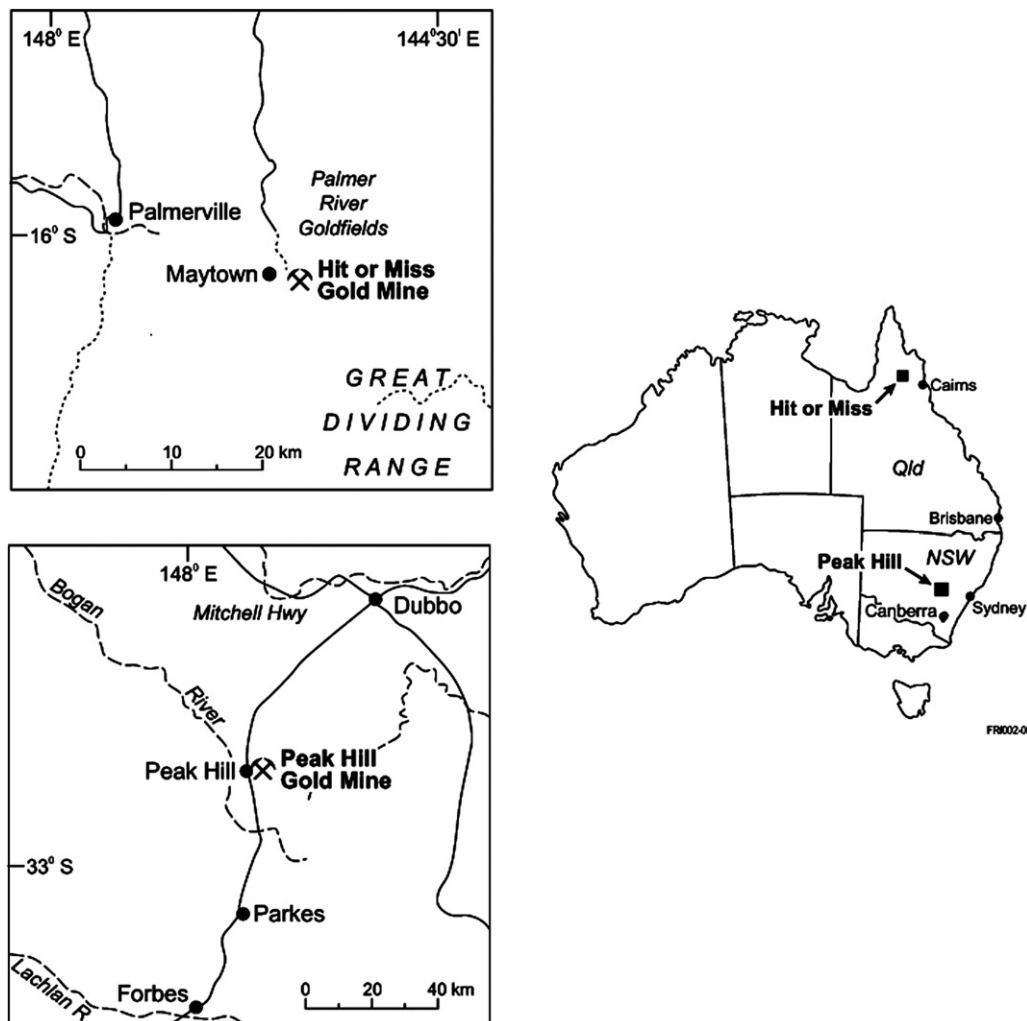 148° E
144°30' E
Palmer
River
Goldfields
Palmerville
16° S
Maytown
Hit or Miss
Gold Mine
GREAT
DIVIDING
RANGE
0 10 20 km
148° E
Bogan
River
Mitchell Hwy
Dubbo
Peak Hill
Peak Hill
Gold Mine
33° S
Parkes
Forbes
Lachlan R
0 20 40 km
Cairns
Hit or Miss
Qld
Brisbane
NSW
Peak Hill
Canberra
Sydney